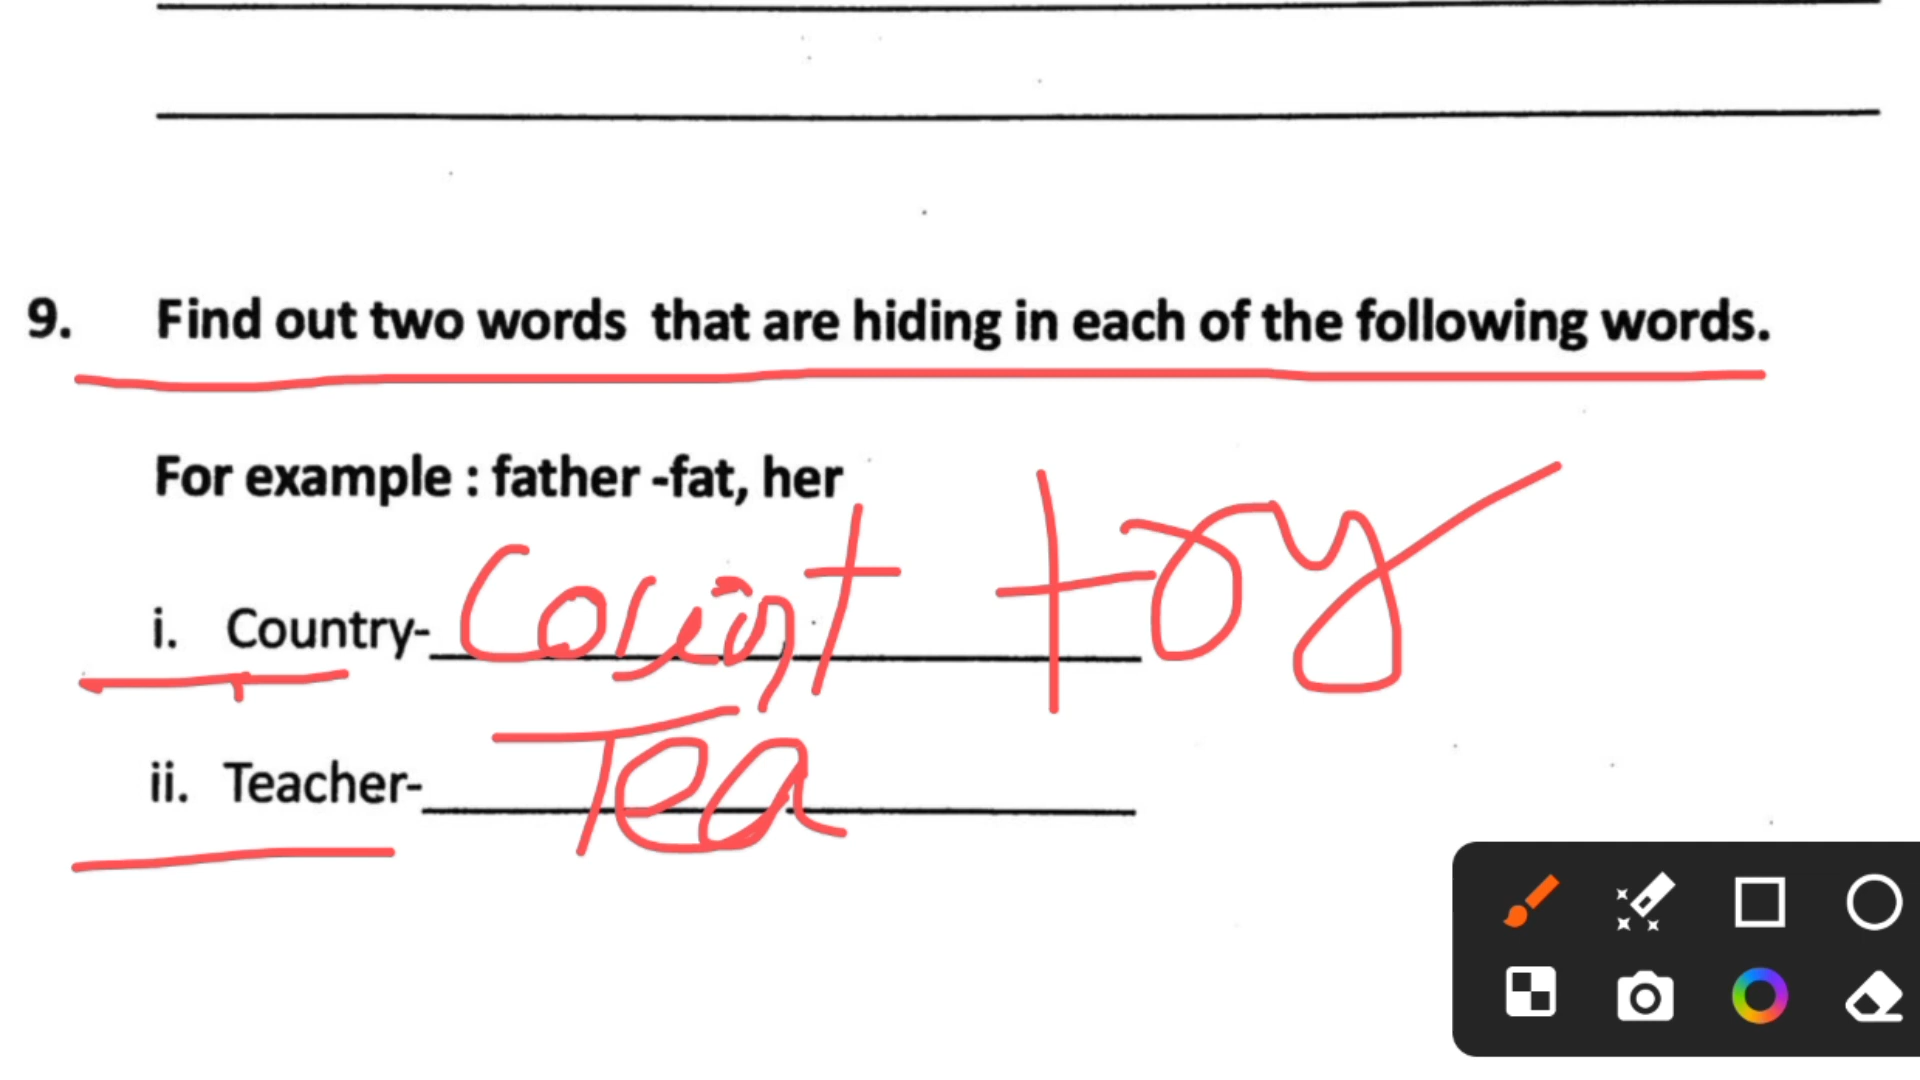 9. Find out two words that are hiding in each of the following words.
For example : father -fat, her
i. Country- Count try
ii. Teacher- Tea